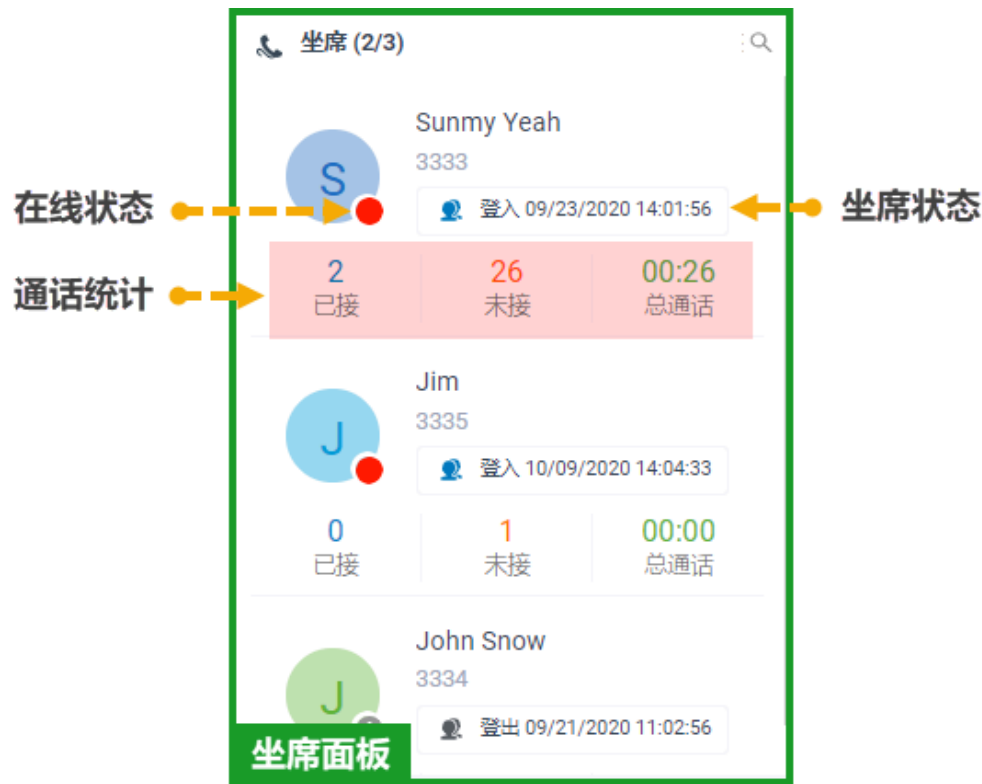 坐席 (2/3)
Sunmy Yeah
S
3333
在线状态
登入 09/23/2020 14:01:56
坐席状态
通话统计
2 26 00:26
已接 未接 总通话
Jim
3335
J
登入 10/09/2020 14:04:33
0 1 00:00
已接 未接 总通话
John Snow
3334
J
登出 09/21/2020 11:02:56
坐席面板